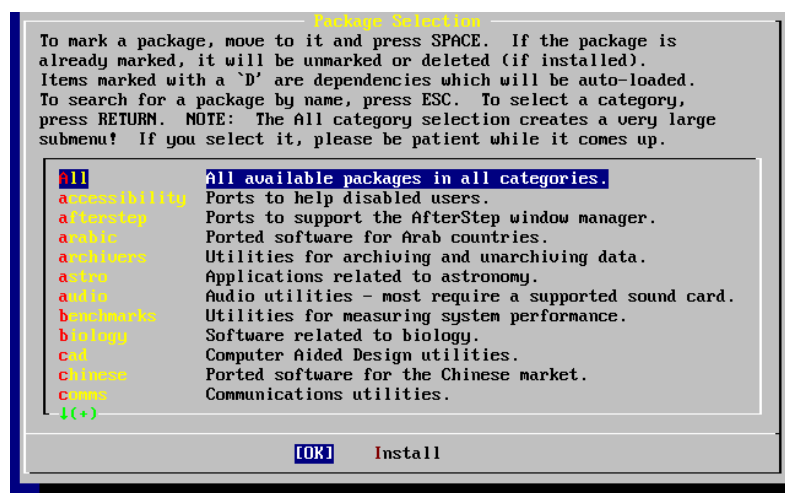 Package Selection
To mark a package, move to it and press SPACE.  If the package is
already marked, it will be unmarked or deleted (if installed).
Items marked with a `D' are dependencies which will be auto-loaded.
To search for a package by name, press ESC.  To select a category,
press RETURN.  NOTE:  The All category selection creates a very large
submenu!  If you select it, please be patient while it comes up.
All All available packages in all categories.
accessibility Ports to help disabled users.
afterstep Ports to support the AfterStep window manager.
arabic Ported software for Arab countries.
archivers Utilities for archiving and unarchiving data.
astro Applications related to astronomy.
audio Audio utilities - most require a supported sound card.
benchmarks Utilities for measuring system performance.
biology Software related to biology.
cad Computer Aided Design utilities.
chinese Ported software for the Chinese market.
comms Communications utilities.
↓(+)
[OK] Install